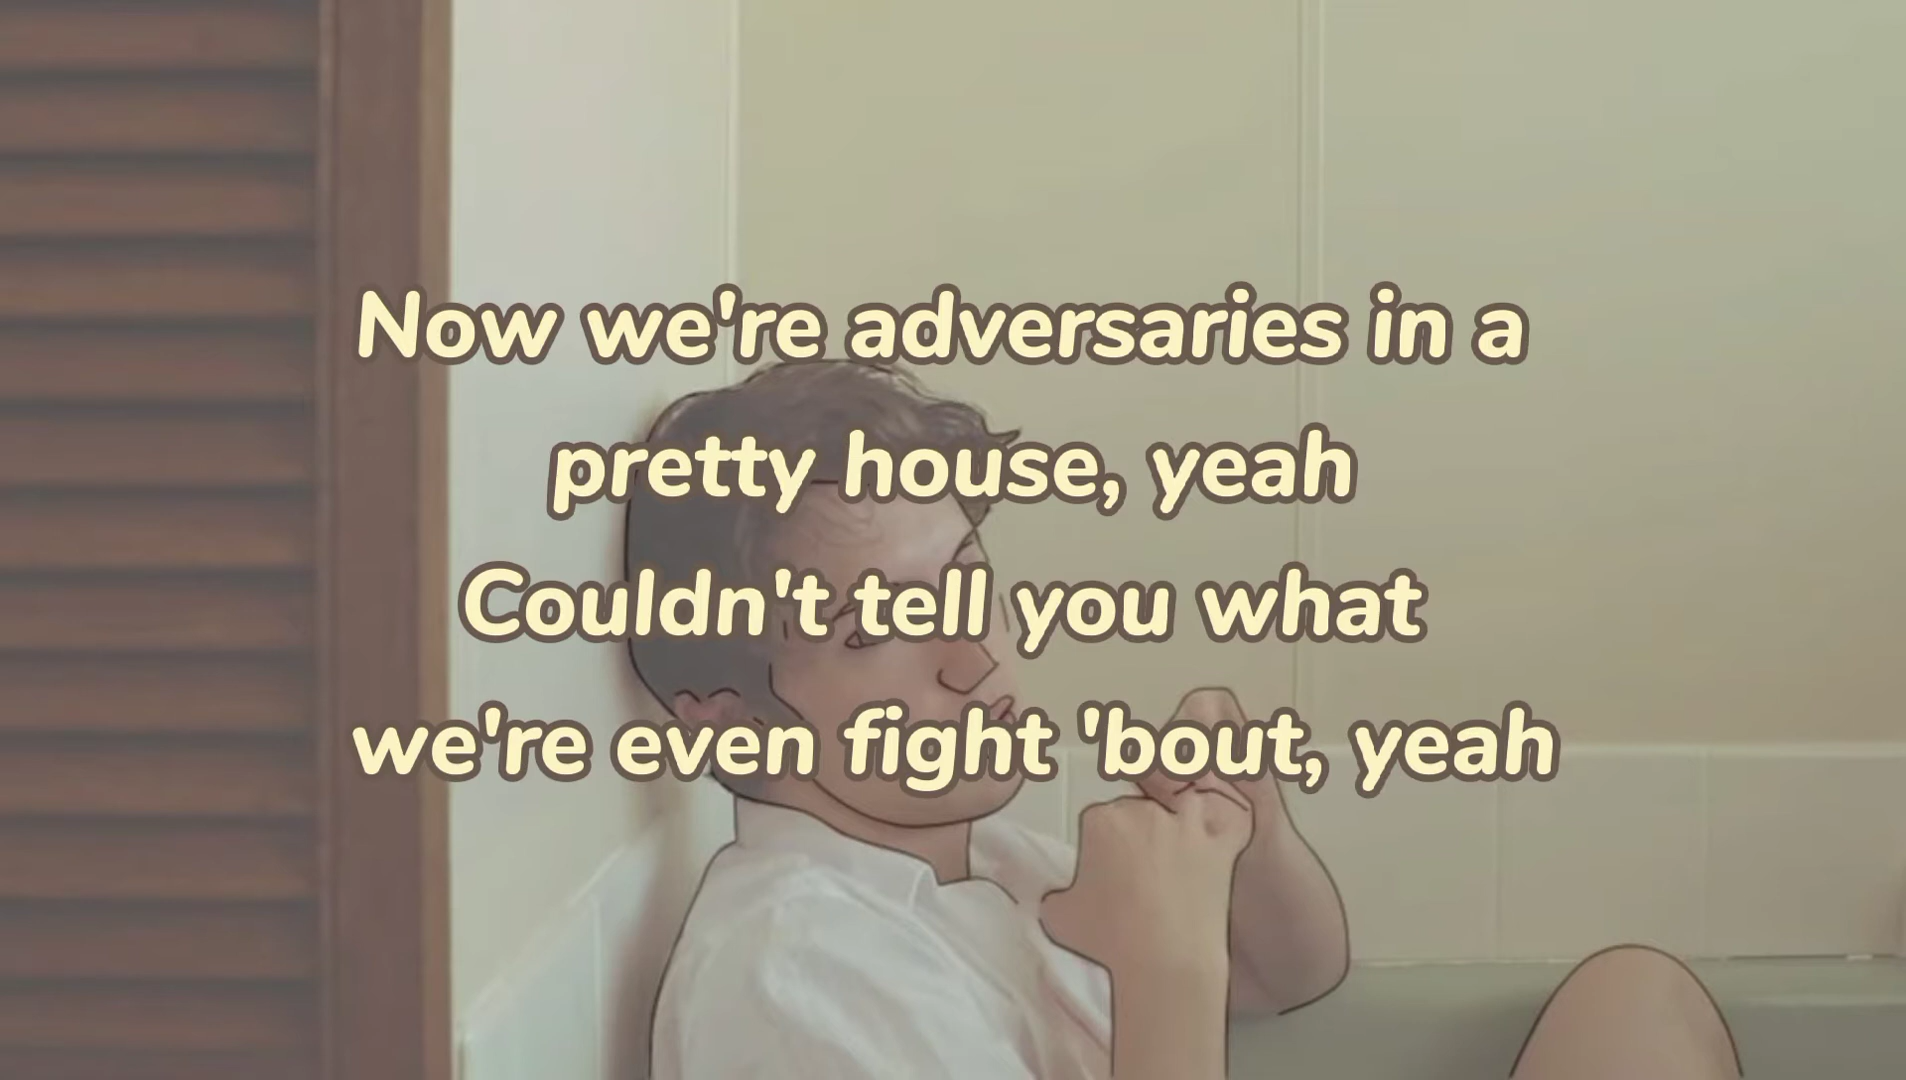 Now we're adversaries in a
pretty house, yeah
Couldn't tell you what
we're even fight 'bout, yeah